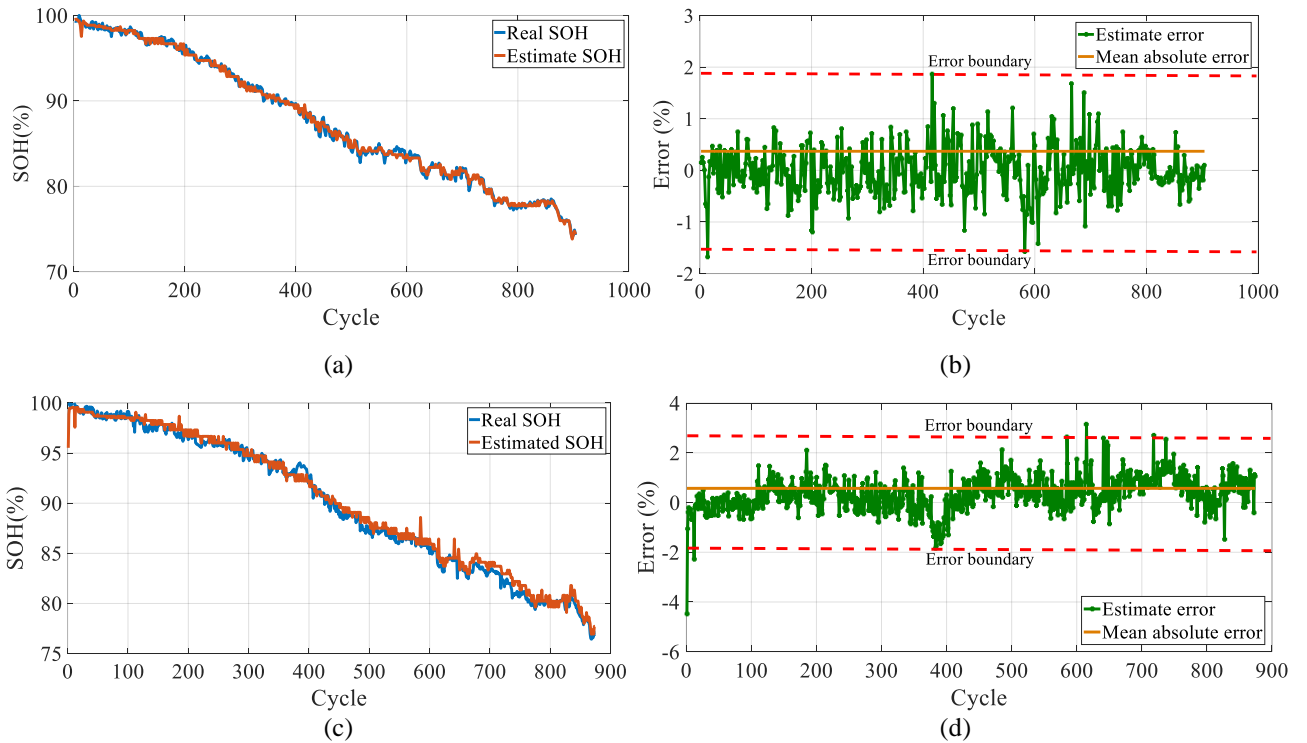 100
90
80
70
SOH(%)
0
200
400
600
800
1000
Cycle
Real SOH
Estimate SOH
(a)
3
2
1
0
-1
-2
Error (%)
0
200
400
600
800
1000
Cycle
Estimate error
Mean absolute error
Error boundary
Error boundary
(b)
100
95
90
85
80
75
SOH(%)
0
100
200
300
400
500
600
700
800
900
Cycle
Real SOH
Estimated SOH
(c)
4
2
0
-2
-4
-6
Error (%)
0
100
200
300
400
500
600
700
800
900
Cycle
Error boundary
Error boundary
Estimate error
Mean absolute error
(d)